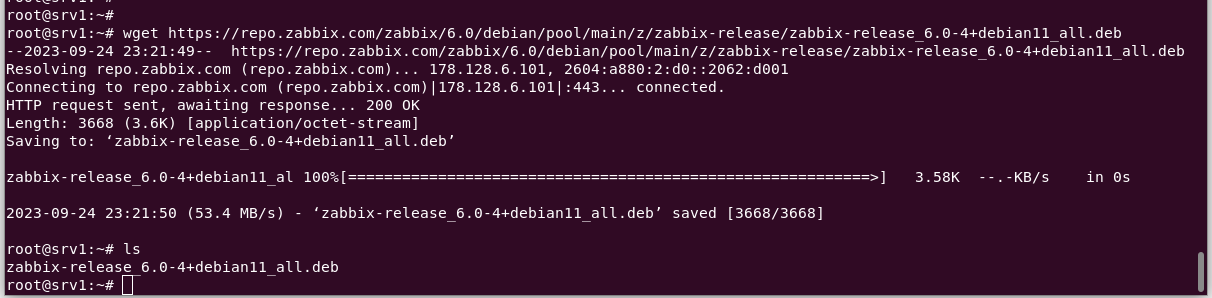 root@srv1:~#
root@srv1:~# wget https://repo.zabbix.com/zabbix/6.0/debian/pool/main/z/zabbix-release/zabbix-release_6.0-4+debian11_all.deb
--2023-09-24 23:21:49--  https://repo.zabbix.com/zabbix/6.0/debian/pool/main/z/zabbix-release/zabbix-release_6.0-4+debian11_all.deb
Resolving repo.zabbix.com (repo.zabbix.com)... 178.128.6.101, 2604:a880:2:d0::2062:d001
Connecting to repo.zabbix.com (repo.zabbix.com)|178.128.6.101|:443... connected.
HTTP request sent, awaiting response... 200 OK
Length: 3668 (3.6K) [application/octet-stream]
Saving to: ‘zabbix-release_6.0-4+debian11_all.deb’
zabbix-release_6.0-4+debian11_al 100%[==========================================================>]   3.58K  --.-KB/s    in 0s
2023-09-24 23:21:50 (53.4 MB/s) - ‘zabbix-release_6.0-4+debian11_all.deb’ saved [3668/3668]
root@srv1:~# ls
zabbix-release_6.0-4+debian11_all.deb
root@srv1:~#